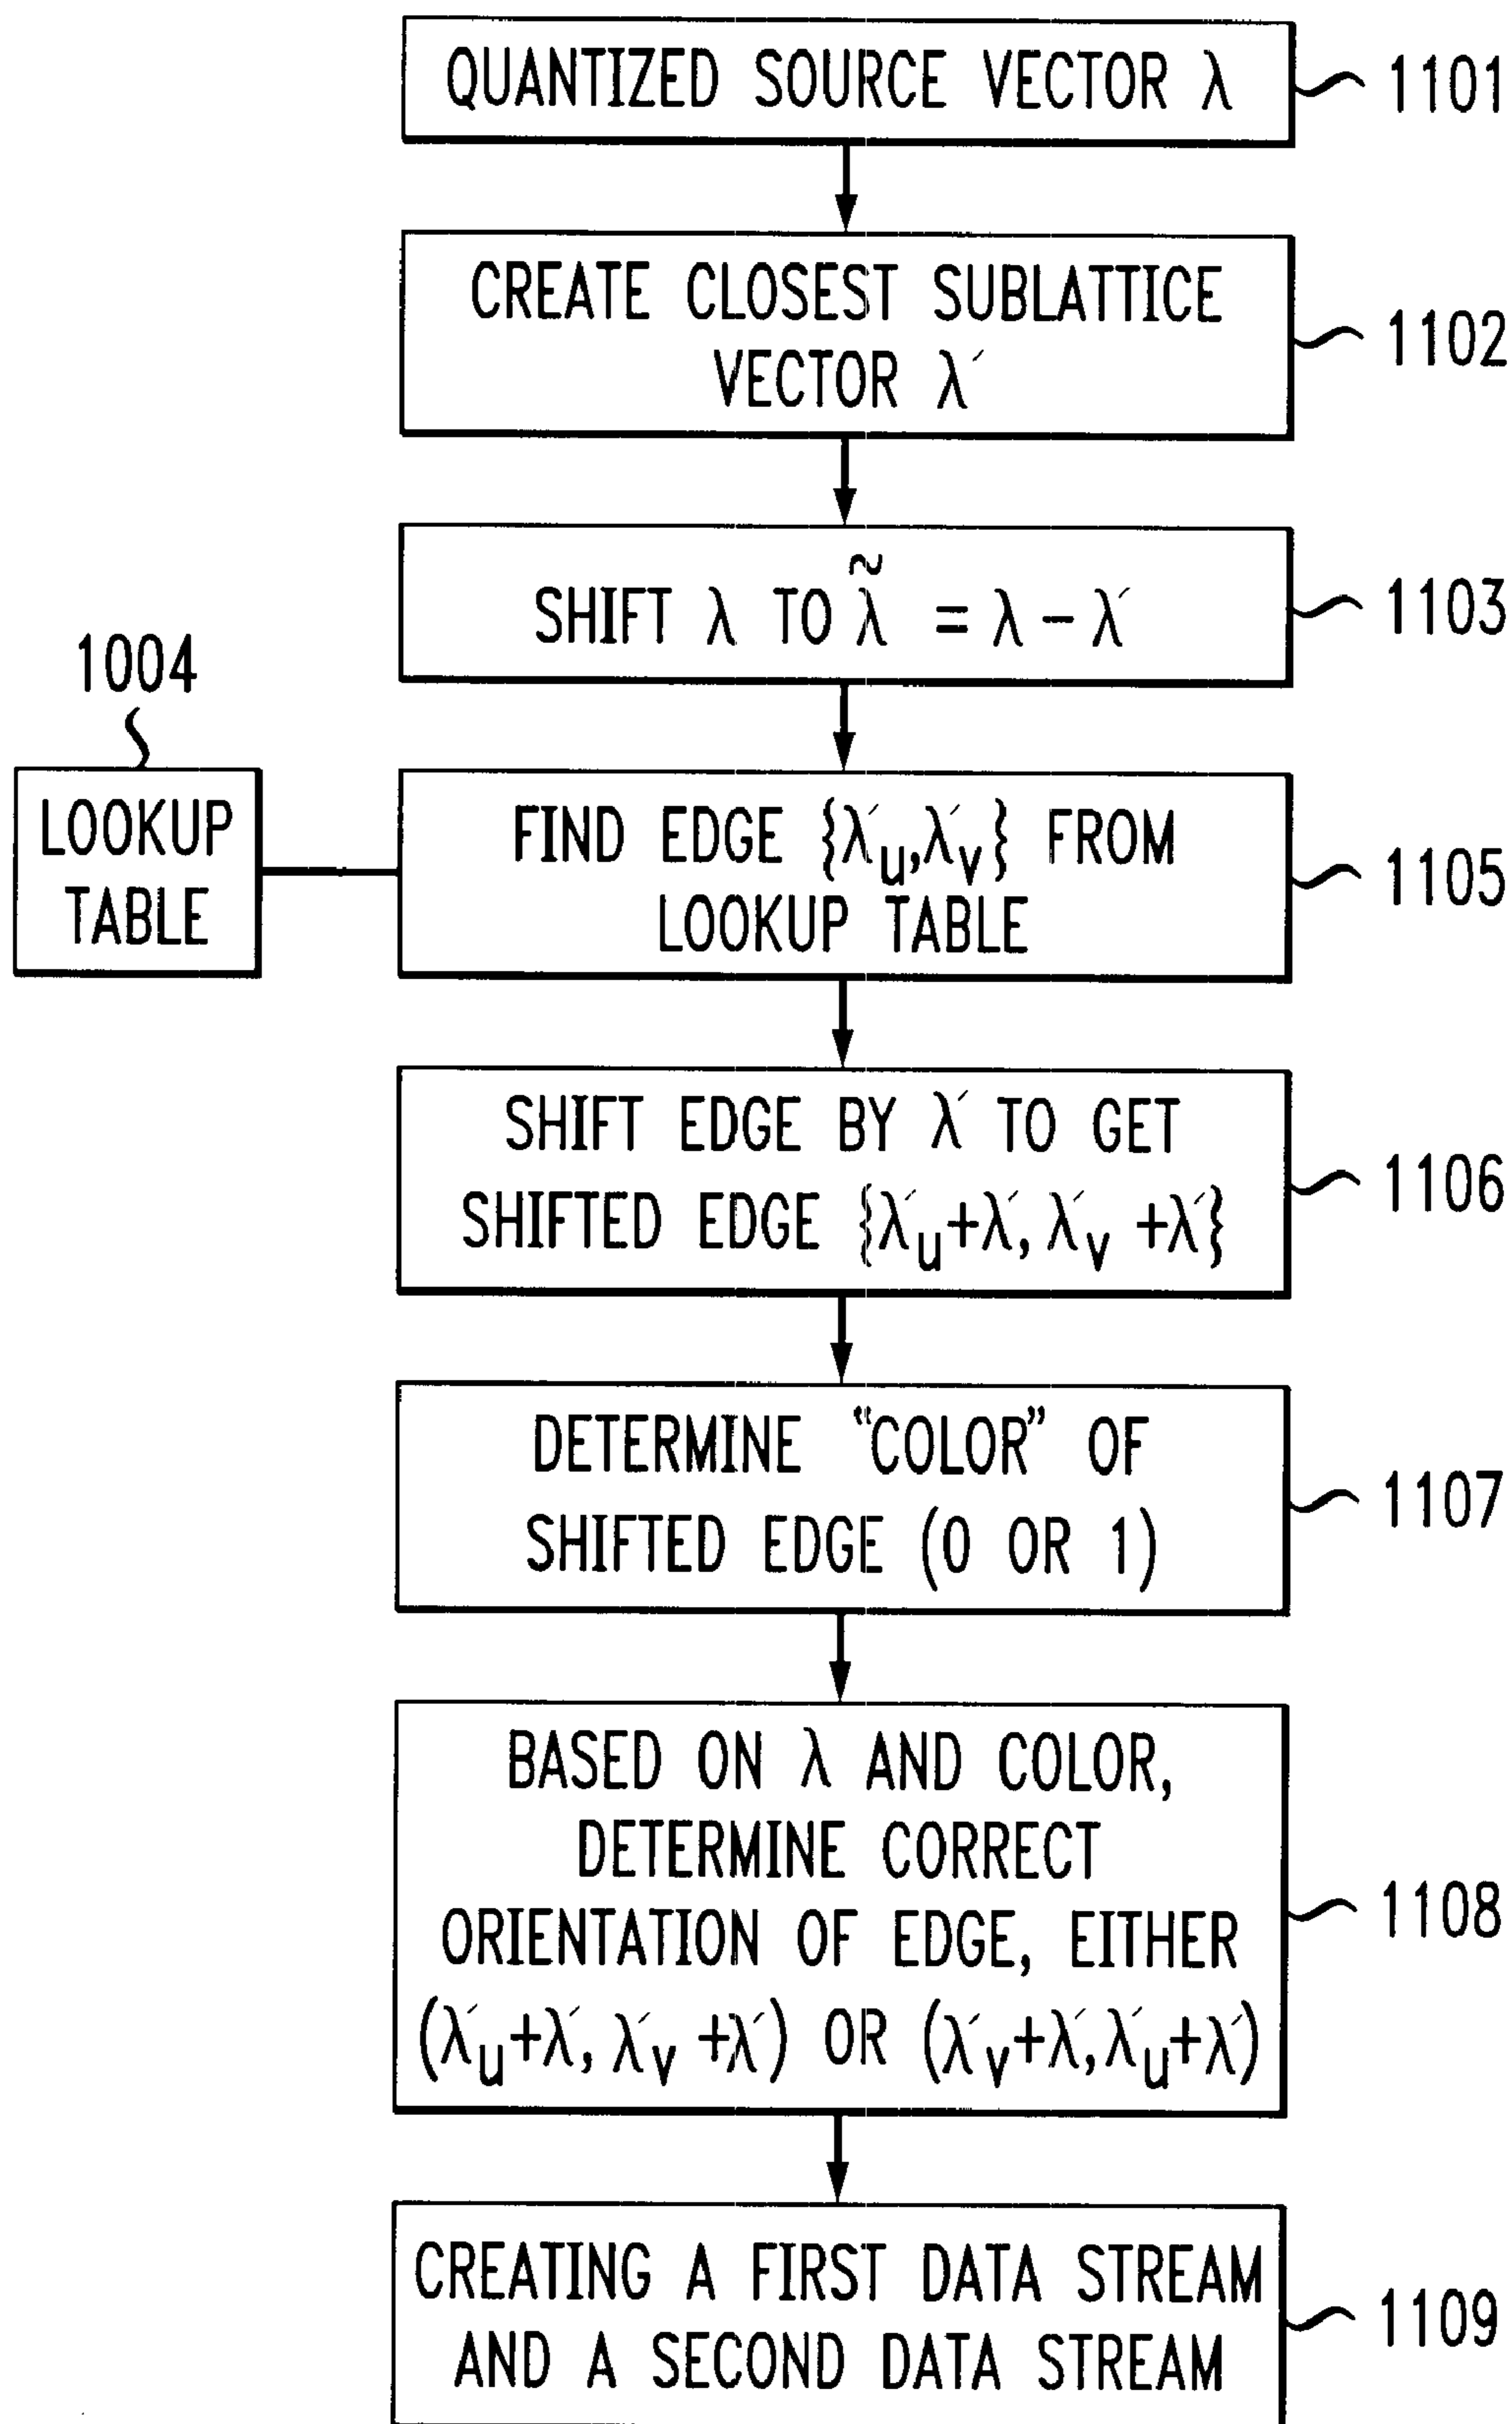 QUANTIZED SOURCE VECTOR λ
1101
CREATE CLOSEST SUBLATTICE
VECTOR λ′
1102
SHIFT λ TO λ̃ = λ − λ′
1103
1004
LOOKUP
TABLE
FIND EDGE {λ′u,λ′v} FROM
LOOKUP TABLE
1105
SHIFT EDGE BY λ′ TO GET
SHIFTED EDGE {λ′u+λ′, λ′v +λ′}
1106
DETERMINE “COLOR” OF
SHIFTED EDGE (0 OR 1)
1107
BASED ON λ AND COLOR,
DETERMINE CORRECT
ORIENTATION OF EDGE, EITHER
(λ′u+λ′, λ′v +λ′) OR (λ′v+λ′,λ′u+λ′)
1108
CREATING A FIRST DATA STREAM
AND A SECOND DATA STREAM
1109